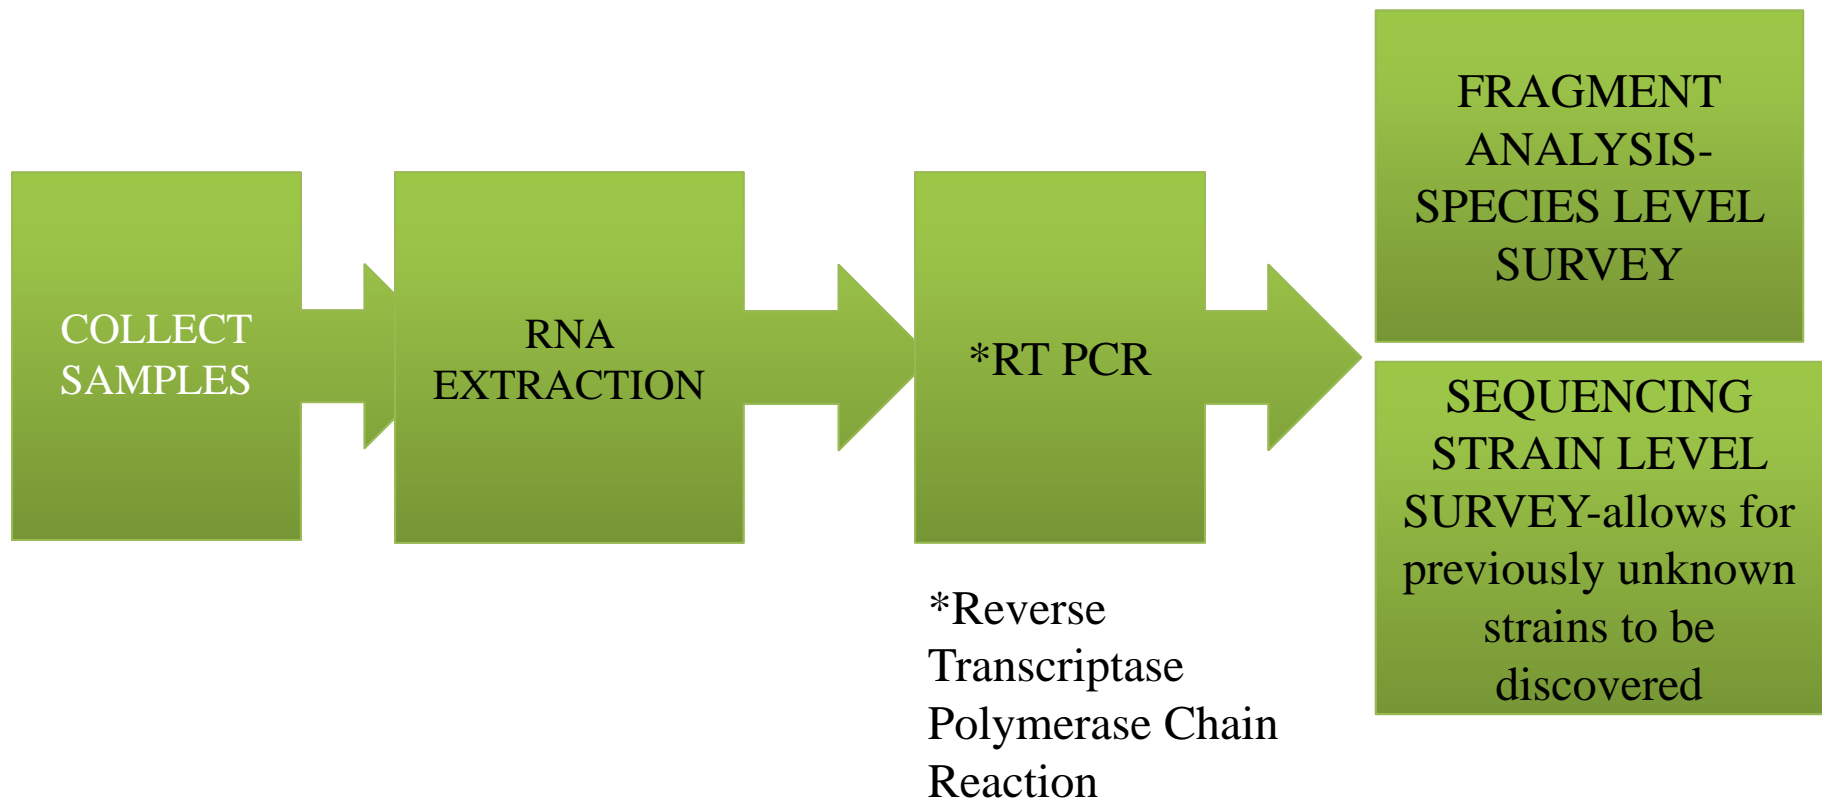 COLLECT
SAMPLES
RNA
EXTRACTION
*RT PCR
*Reverse
Transcriptase
Polymerase Chain
Reaction
FRAGMENT
ANALYSIS-
SPECIES LEVEL
SURVEY
SEQUENCING
STRAIN LEVEL
SURVEY-allows for
previously unknown
strains to be
discovered